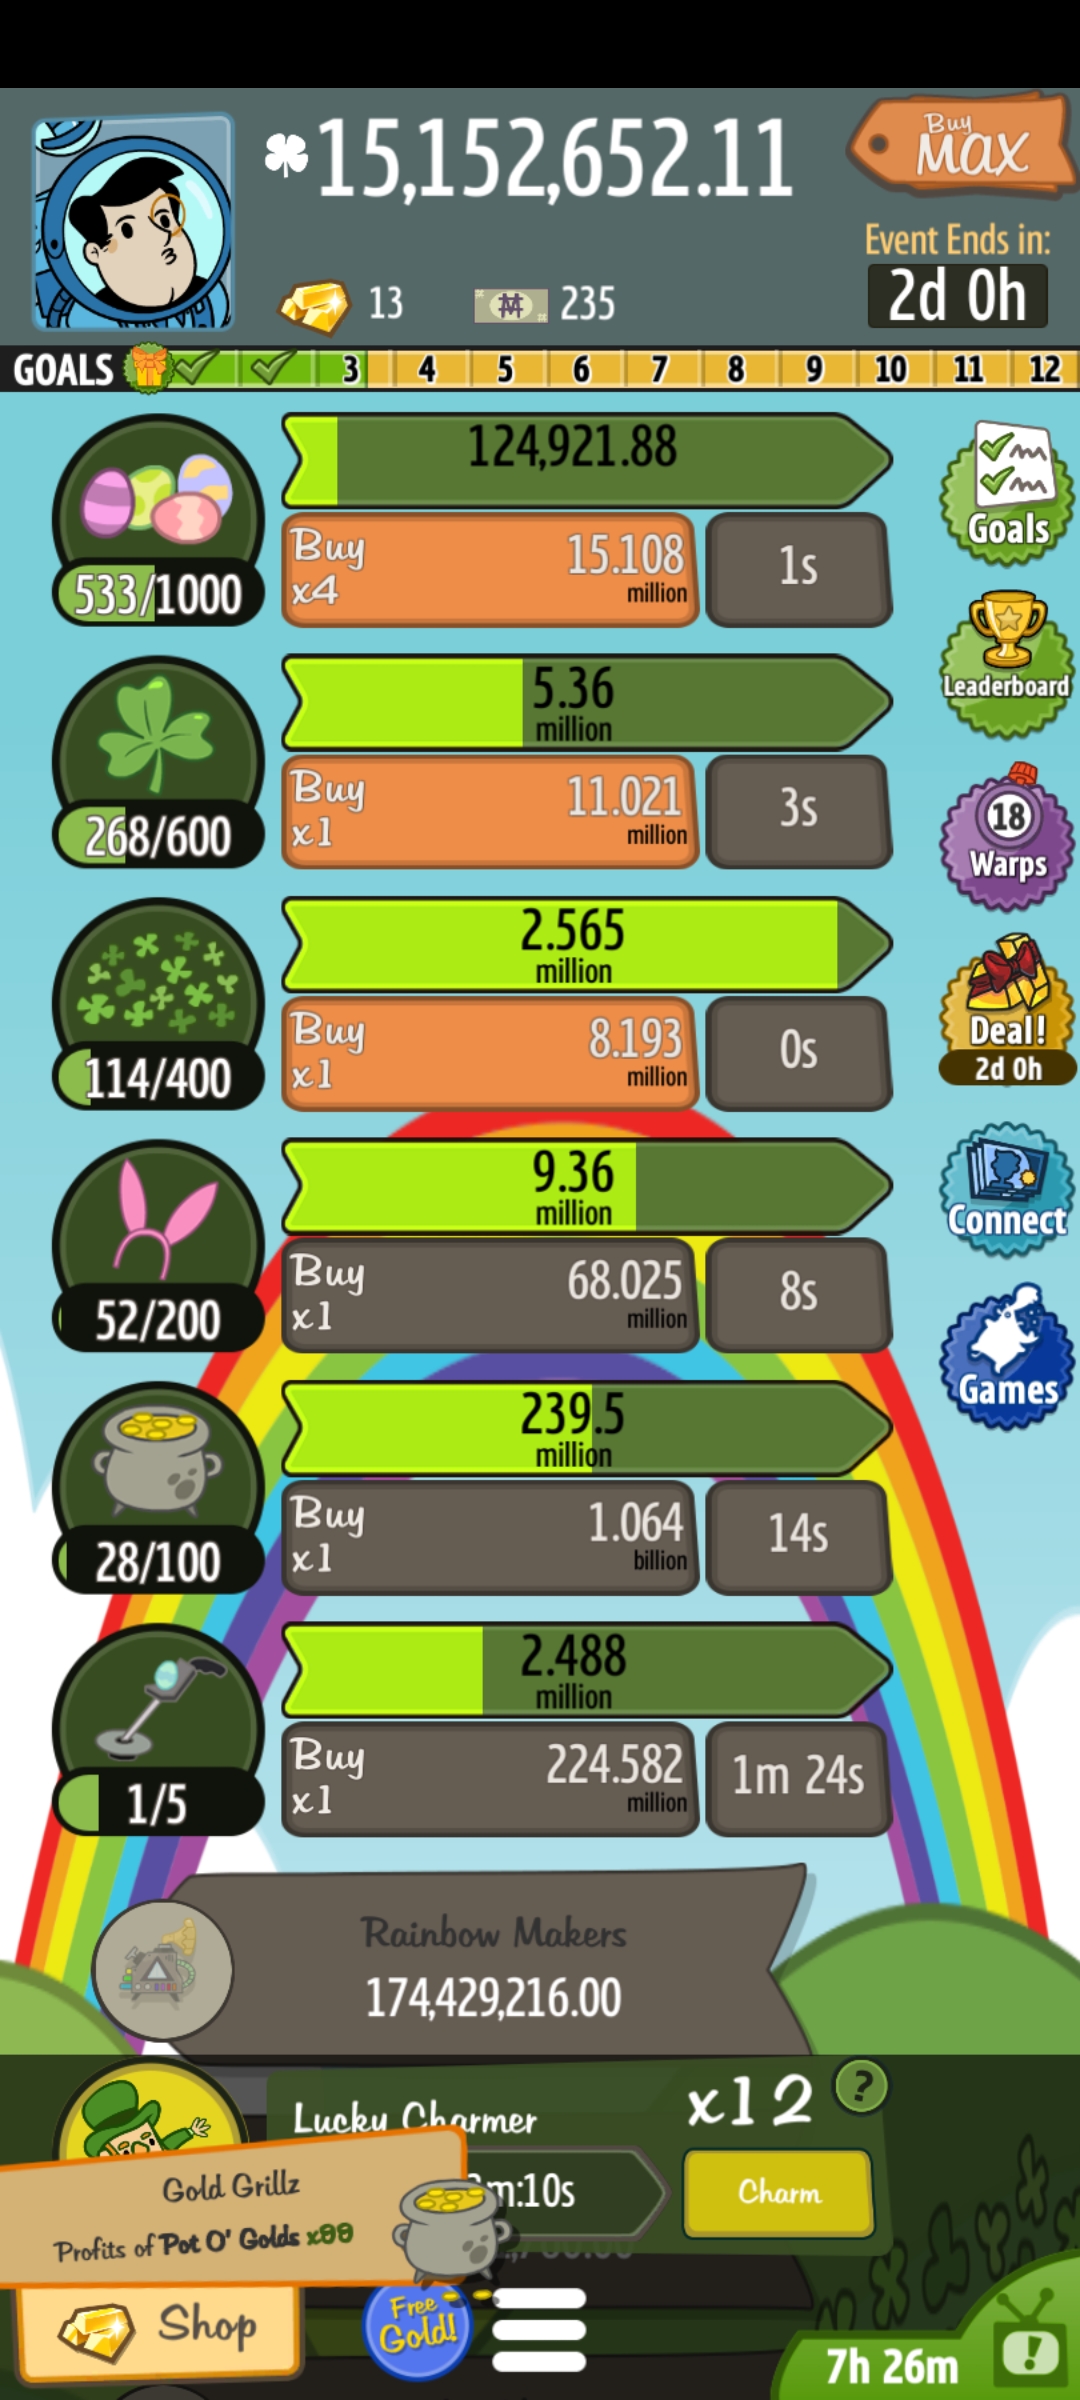 15,152,652.11
Buy
MAX
13
235
Event Ends in:
2d 0h
GOALS
3
4
5
6
7
8
9
10
11
12
124,921.88
Buy
x4
15.108
million
1s
533/1000
Goals
5.36
million
Buy
x1
11.021
million
3s
268/600
Leaderboard
18
Warps
2.565
million
Buy
x1
8.193
million
0s
114/400
Deal!
2d 0h
9.36
million
Buy
x1
68.025
million
8s
52/200
Connect
Games
239.5
million
Buy
x1
1.064
billion
14s
28/100
2.488
million
Buy
x1
224.582
million
1m 24s
1/5
Rainbow Makers
174,429,216.00
Lucky Charmer
x12
?
m:10s
Charm
Gold Grillz
Profits of Pot O' Golds x99
Shop
Free
Gold!
7h 26m